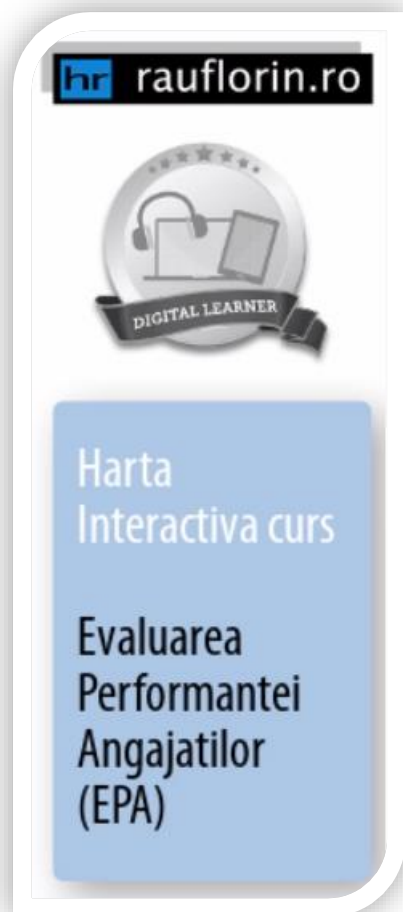 hr rauflorin.ro
DIGITAL LEARNER
Harta
Interactiva curs
Evaluarea
Performantei
Angajatilor
(EPA)